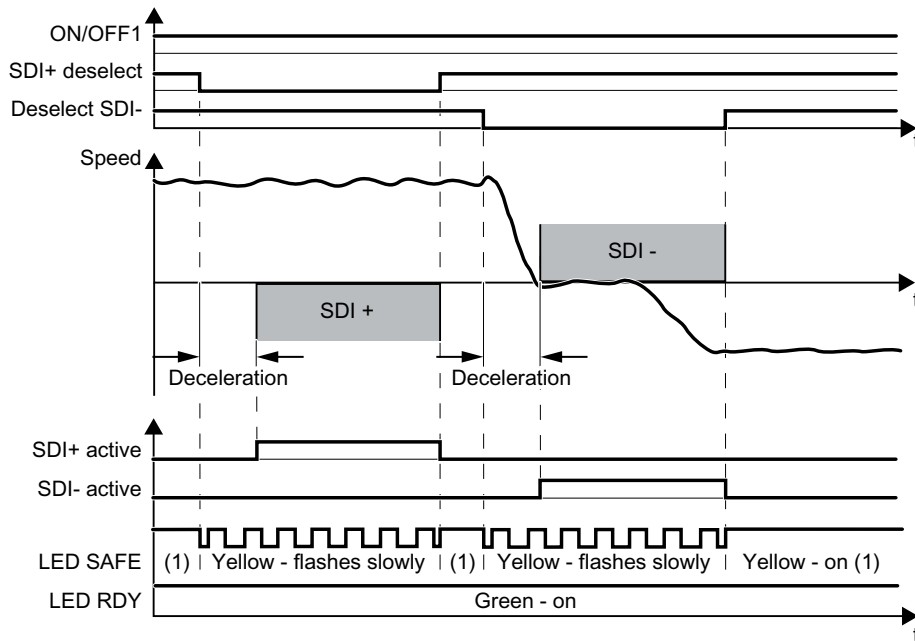 ON/OFF1
SDI+ deselect
Deselect SDI-
t
Speed
SDI -
t
SDI +
Deceleration Deceleration
SDI+ active
SDI- active
LED SAFE (1) Yellow - flashes slowly (1) Yellow - flashes slowly Yellow - on (1)
LED RDY Green - on
t